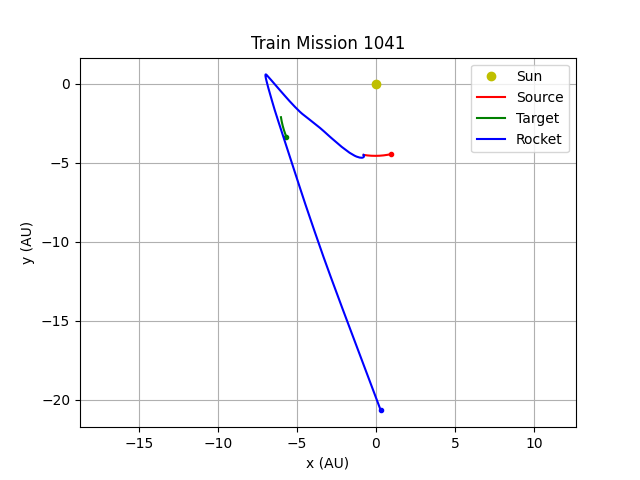 Train Mission 1041
Sun
Source
Target
Rocket
0
−5
−10
−15
−20
y (AU)
−15
−10
−5
0
5
10
x (AU)